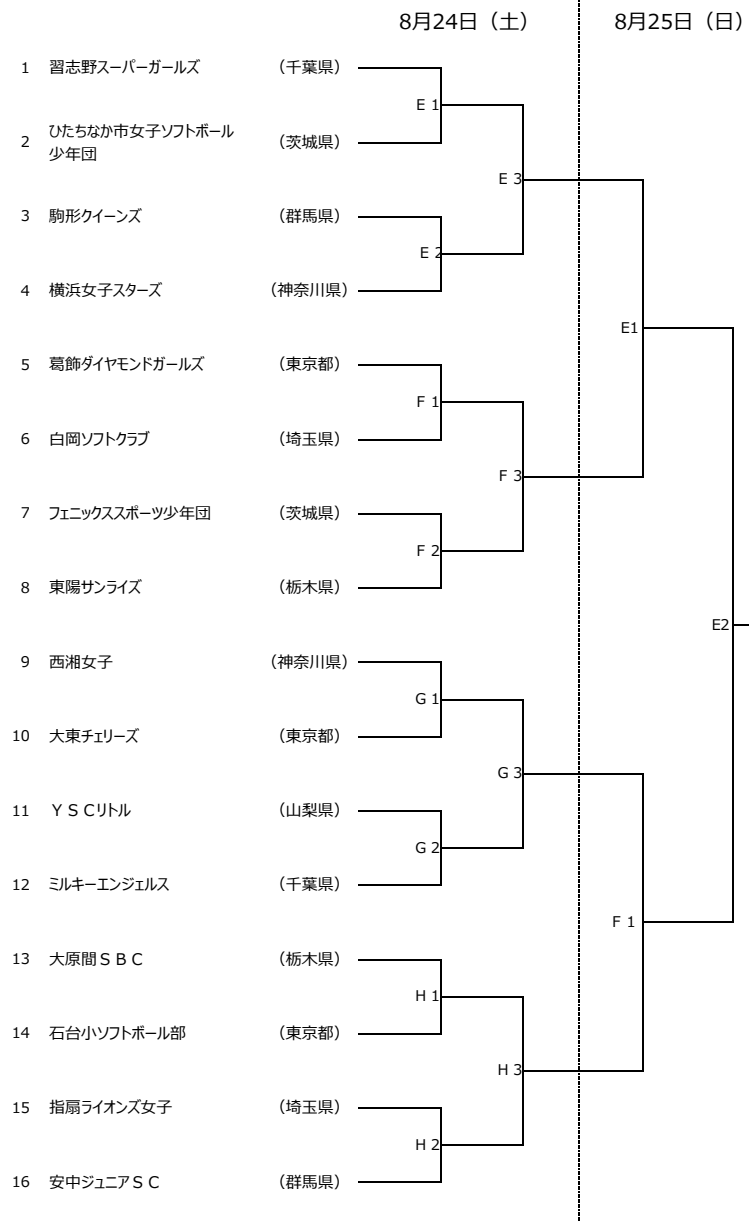 8月24日（土） 8月25日（日）
1 習志野スーパーガールズ （千葉県）
E 1
2 ひたちなか市女子ソフトボール
少年団 （茨城県）
E 3
3 駒形クイーンズ （群馬県）
E 2
4 横浜女子スターズ （神奈川県）
E1
5 葛飾ダイヤモンドガールズ （東京都）
F 1
6 白岡ソフトクラブ （埼玉県）
F 3
7 フェニックススポーツ少年団 （茨城県）
F 2
8 東陽サンライズ （栃木県）
E2
9 西湘女子 （神奈川県）
G 1
10 大東チェリーズ （東京都）
G 3
11 ＹＳＣリトル （山梨県）
G 2
12 ミルキーエンジェルス （千葉県）
F 1
13 大原間ＳＢＣ （栃木県）
H 1
14 石台小ソフトボール部 （東京都）
H 3
15 指扇ライオンズ女子 （埼玉県）
H 2
16 安中ジュニアＳＣ （群馬県）